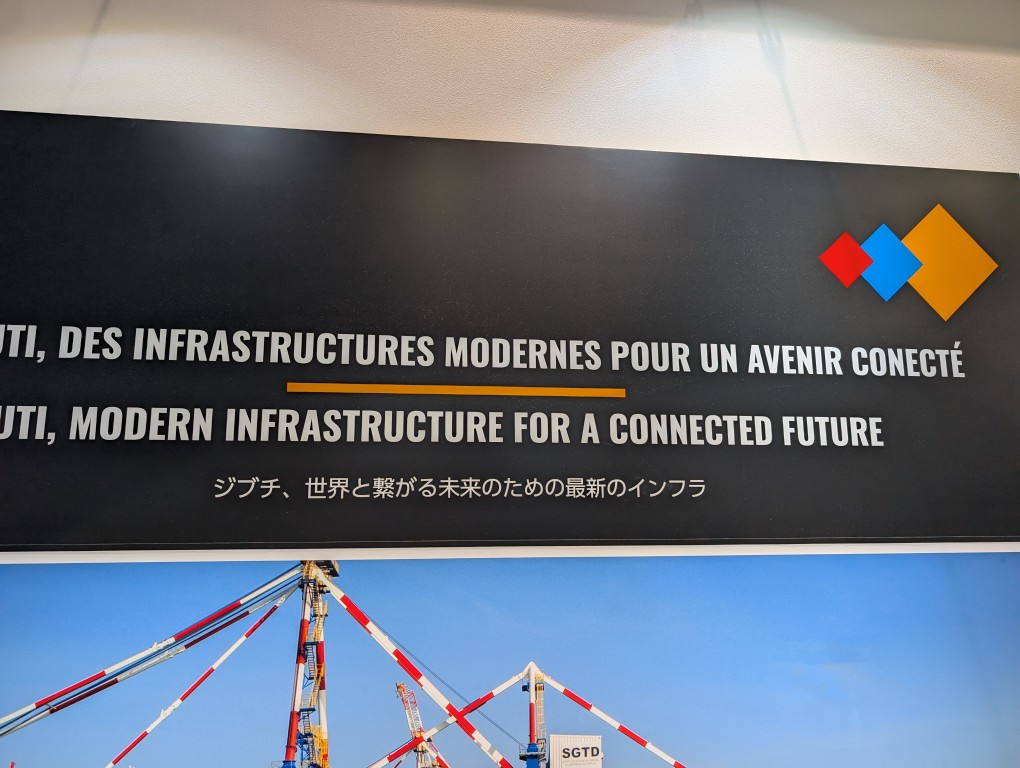 UTI, DES INFRASTRUCTURES MODERNES POUR UN AVENIR CONECTÉ
UTI, MODERN INFRASTRUCTURE FOR A CONNECTED FUTURE
ジブチ、世界と繋がる未来のための最新のインフラ
SGTD